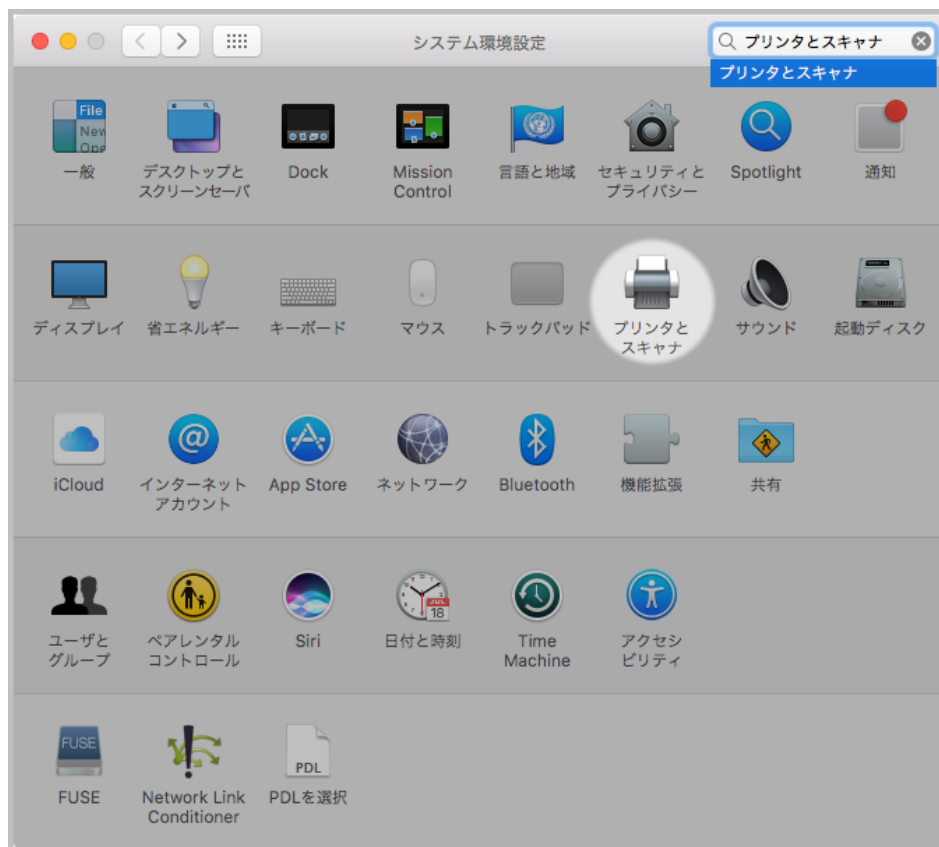 システム環境設定
プリンタとスキャナ
プリンタとスキャナ
File
New
Ope
一般
デスクトップと
スクリーンセーバ
Dock
Mission
Control
言語と地域
セキュリティと
プライバシー
Spotlight
通知
ディスプレイ
省エネルギー
キーボード
マウス
トラックパッド
プリンタと
スキャナ
サウンド
起動ディスク
iCloud
インターネット
アカウント
App Store
ネットワーク
Bluetooth
機能拡張
共有
ユーザと
グループ
ペアレンタル
コントロール
Siri
JUL
18
日付と時刻
Time
Machine
アクセシ
ビリティ
FUSE
FUSE
Network Link
Conditioner
PDL
PDLを選択